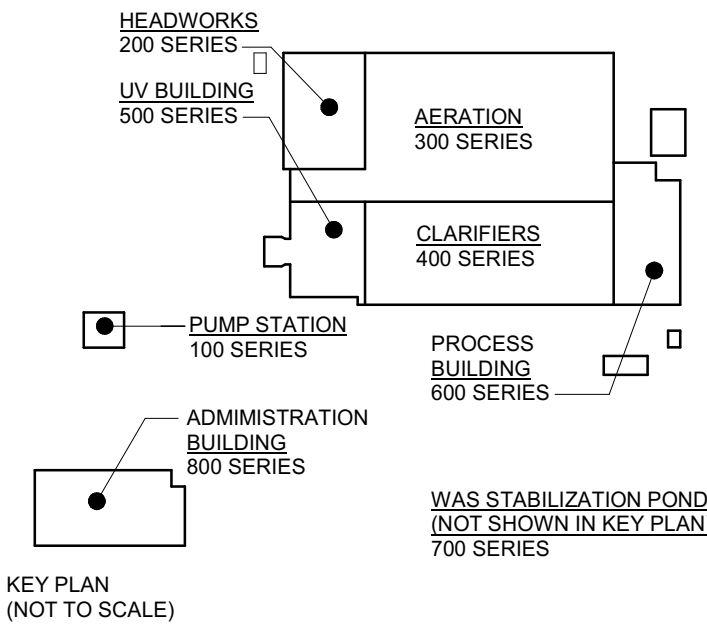 HEADWORKS
200 SERIES
UV BUILDING
500 SERIES
AERATION
300 SERIES
CLARIFIERS
400 SERIES
PUMP STATION
100 SERIES
PROCESS
BUILDING
600 SERIES
ADMIMISTRATION
BUILDING
800 SERIES
WAS STABILIZATION POND
(NOT SHOWN IN KEY PLAN
700 SERIES
KEY PLAN
(NOT TO SCALE)